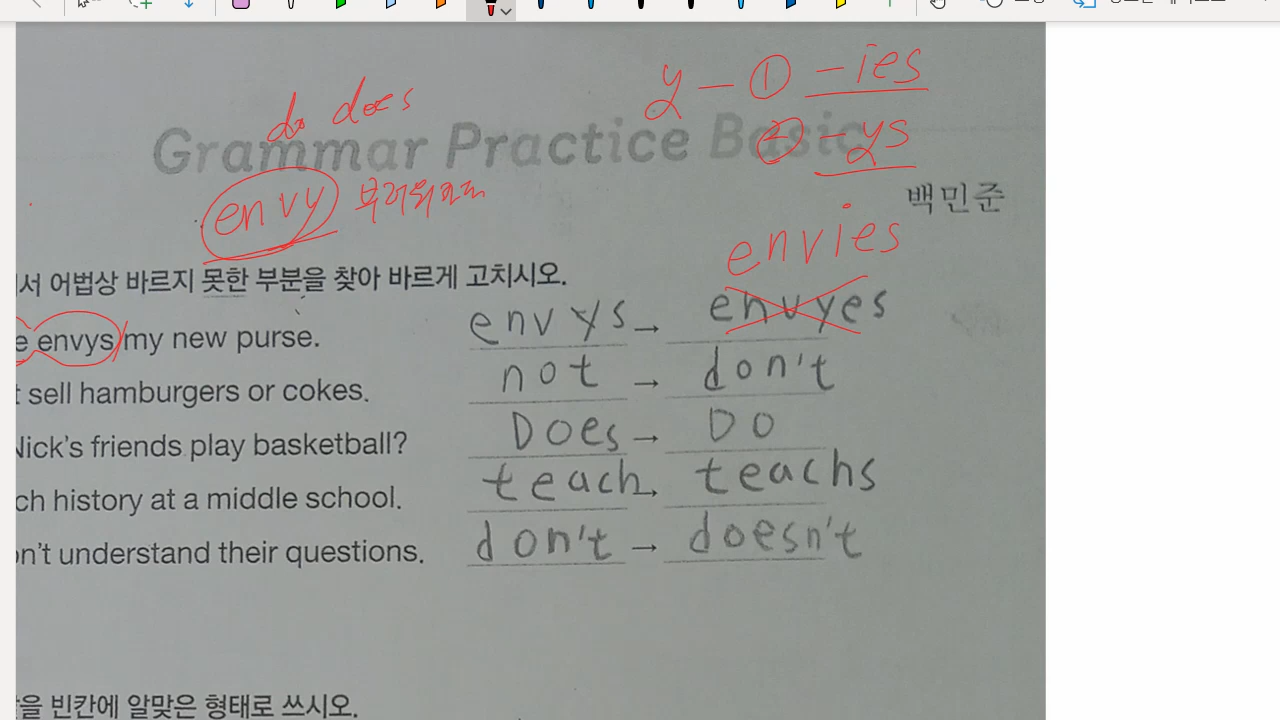 do does
y - ① -ies
② -ys
Grammar Practice Basic
envy 부러워하다
백민준
envies
서 어법상 바르지 못한 부분을 찾아 바르게 고치시오.
e envys my new purse. envys → envyes
t sell hamburgers or cokes. not → don't
Nick's friends play basketball? Does → Do
ch history at a middle school. teach → teachs
on't understand their questions. don't → doesn't
을 빈칸에 알맞은 형태로 쓰시오.